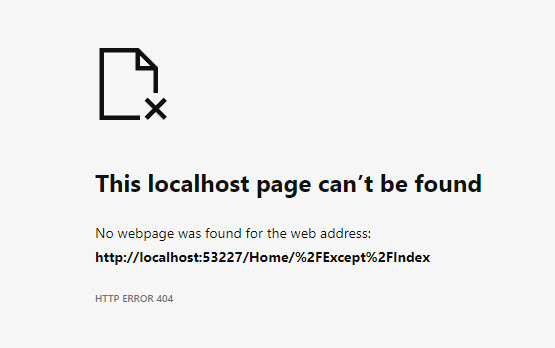 This localhost page can’t be found
No webpage was found for the web address:
http://localhost:53227/Home/%2FExcept%2FIndex
HTTP ERROR 404